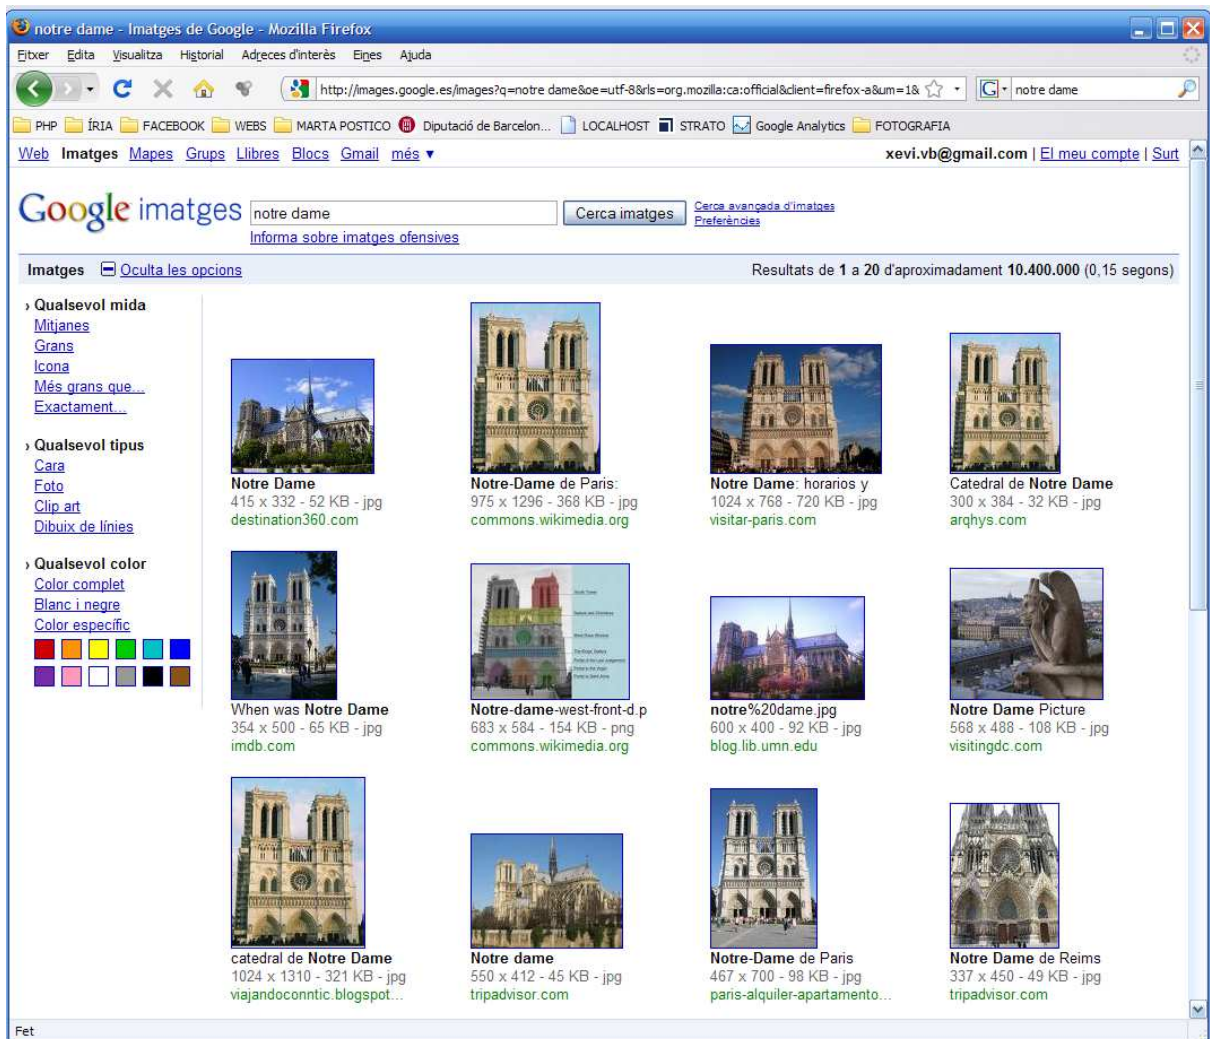 notre dame - Imatges de Google - Mozilla Firefox
Fitxer Edita Visualitza Historial Adreces d'interès Eines Ajuda
http://images.google.es/images?q=notre dame&oe=utf-8&rls=org.mozilla:ca:official&client=firefox-a&um=1&
G notre dame
PHP ÍRIA FACEBOOK WEBS MARTA POSTICO Diputació de Barcelon... LOCALHOST STRATO Google Analytics FOTOGRAFIA
Web Imatges Mapes Grups Llibres Blocs Gmail més ▼ xevi.vb@gmail.com | El meu compte | Surt
Google imatges notre dame Cerca imatges Cerca avançada d'imatges
Preferències
Informa sobre imatges ofensives
Imatges Oculta les opcions Resultats de 1 a 20 d'aproximadament 10.400.000 (0,15 segons)
› Qualsevol mida
Mitjanes
Grans
Icona
Més grans que...
Exactament...
› Qualsevol tipus
Cara
Foto
Clip art
Dibuix de línies
› Qualsevol color
Color complet
Blanc i negre
Color específic
Notre Dame
415 x 332 - 52 KB - jpg
destination360.com
Notre-Dame de Paris:
975 x 1296 - 368 KB - jpg
commons.wikimedia.org
Notre Dame: horarios y
1024 x 768 - 720 KB - jpg
visitar-paris.com
Catedral de Notre Dame
300 x 384 - 32 KB - jpg
arqhys.com
When was Notre Dame
354 x 500 - 65 KB - jpg
imdb.com
Notre-dame-west-front-d.p
683 x 584 - 154 KB - png
commons.wikimedia.org
notre%20dame.jpg
600 x 400 - 92 KB - jpg
blog.lib.umn.edu
Notre Dame Picture
568 x 488 - 108 KB - jpg
visitingdc.com
catedral de Notre Dame
1024 x 1310 - 321 KB - jpg
viajandoconntic.blogspot...
Notre dame
550 x 412 - 45 KB - jpg
tripadvisor.com
Notre-Dame de Paris
467 x 700 - 98 KB - jpg
paris-alquiler-apartamento...
Notre Dame de Reims
337 x 450 - 49 KB - jpg
tripadvisor.com
Fet